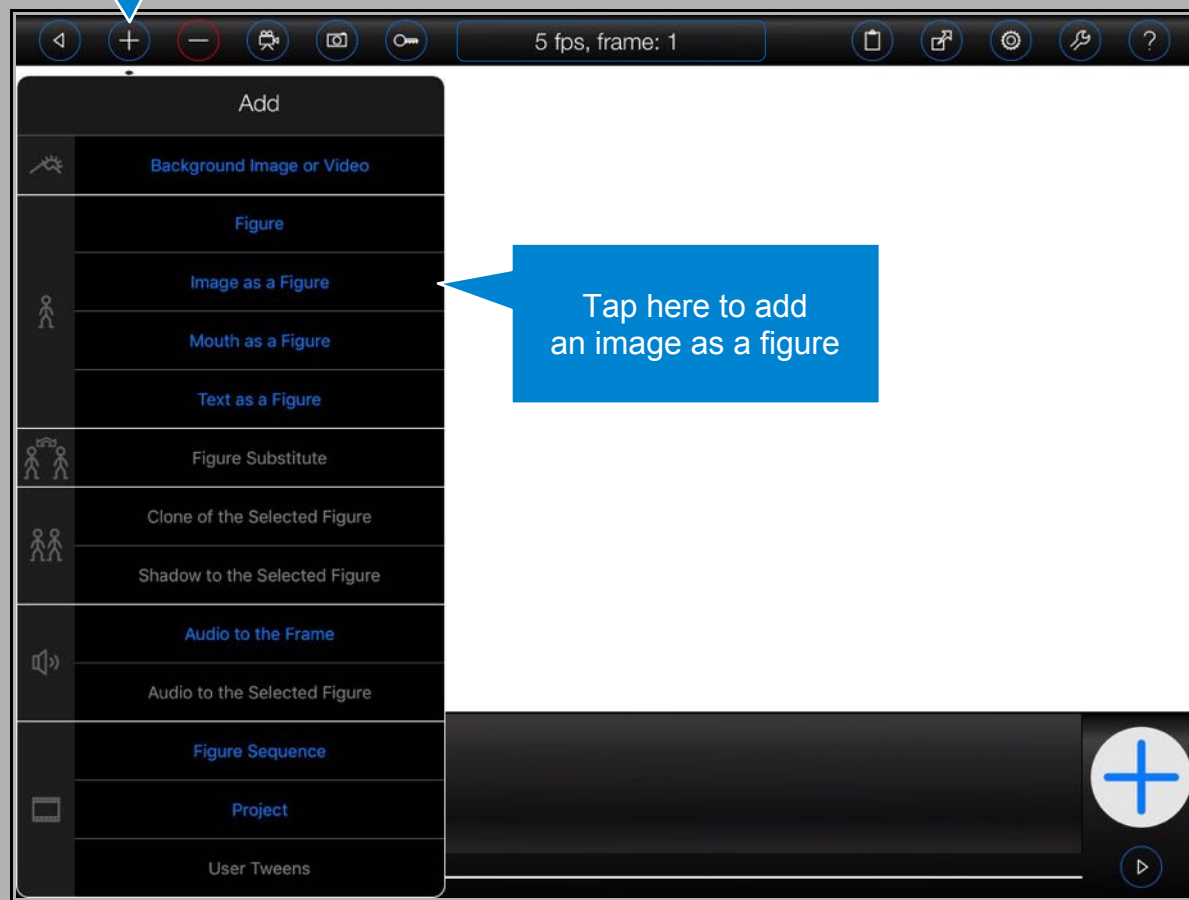 5 fps, frame: 1
?
Add
Background Image or Video
Figure
Image as a Figure
Mouth as a Figure
Text as a Figure
Figure Substitute
Clone of the Selected Figure
Shadow to the Selected Figure
Audio to the Frame
Audio to the Selected Figure
Figure Sequence
Project
User Tweens
Tap here to add
an image as a figure